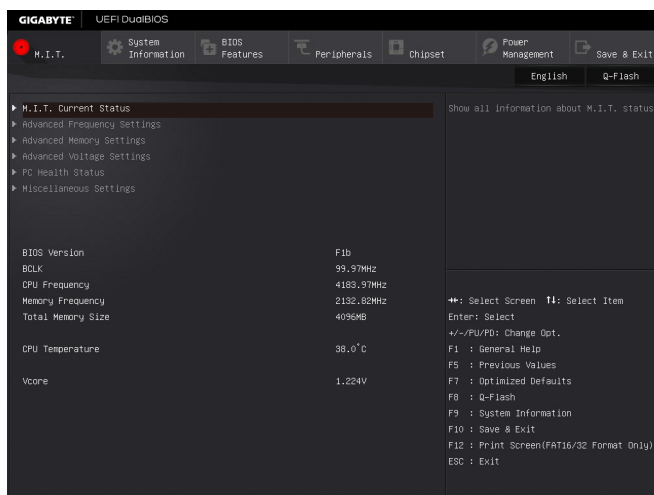 GIGABYTE™ UEFI DualBIOS
M.I.T.
System Information
BIOS Features
Peripherals
Chipset
Power Management
Save & Exit
English
Q-Flash
M.I.T. Current Status
Advanced Frequency Settings
Advanced Memory Settings
Advanced Voltage Settings
PC Health Status
Miscellaneous Settings
BIOS Version F1b
BCLK 99.97MHz
CPU Frequency 4183.97MHz
Memory Frequency 2132.82MHz
Total Memory Size 4096MB
CPU Temperature 38.0°C
Vcore 1.224V
Show all information about M.I.T. status
→←: Select Screen ↑↓: Select Item
Enter: Select
+/-/PU/PD: Change Opt.
F1 : General Help
F5 : Previous Values
F7 : Optimized Defaults
F8 : Q-Flash
F9 : System Information
F10 : Save & Exit
F12 : Print Screen(FAT16/32 Format Only)
ESC : Exit